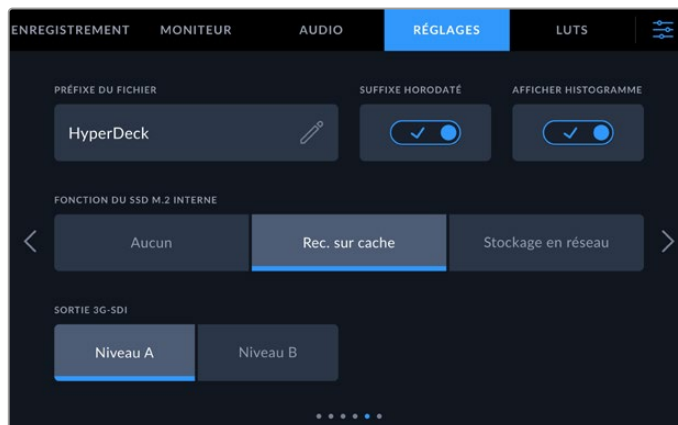 ENREGISTREMENT MONITEUR AUDIO RÉGLAGES LUTS
PRÉFIXE DU FICHIER SUFFIXE HORODATÉ AFFICHER HISTOGRAMME
HyperDeck
FONCTION DU SSD M.2 INTERNE
Aucun Rec. sur cache Stockage en réseau
SORTIE 3G-SDI
Niveau A Niveau B